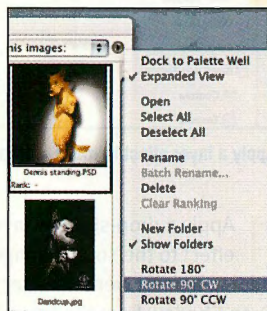 his images:
Dock to Palette Well
✓ Expanded View
Open
Select All
Deselect All
Rename
Batch Rename...
Delete
Clear Ranking
New Folder
✓ Show Folders
Rotate 180°
Rotate 90° CW
Rotate 90° CCW
Dennis standing.PSD
Rank: -
Dandcup.jpg